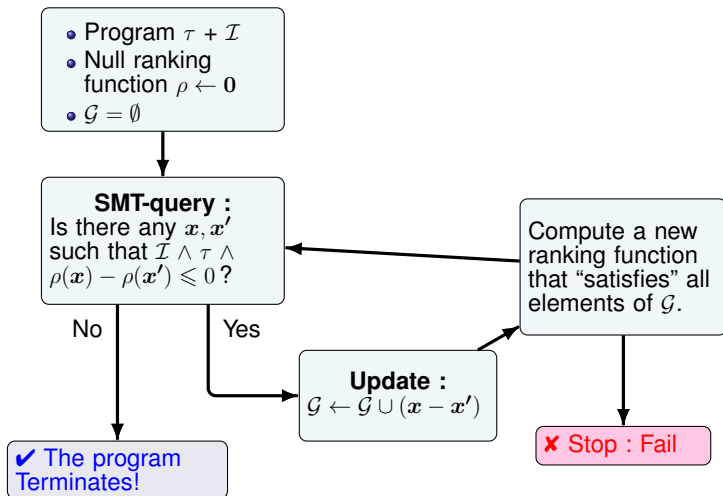 • Program τ + ℐ
• Null ranking
function ρ ← 𝟎
• 𝒢 = ∅
SMT-query :
Is there any 𝒙, 𝒙′
such that ℐ ∧ τ ∧
ρ(𝒙) − ρ(𝒙′) ⩽ 0 ?
No
Yes
Update :
𝒢 ← 𝒢 ∪ (𝒙 − 𝒙′)
Compute a new
ranking function
that “satisfies” all
elements of 𝒢.
✔ The program
Terminates!
✘ Stop : Fail